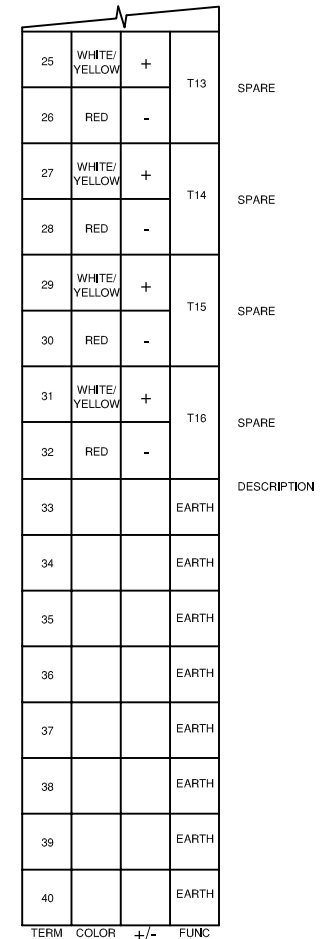 25 WHITE/ YELLOW + T13 SPARE
26 RED -
27 WHITE/ YELLOW + T14 SPARE
28 RED -
29 WHITE/ YELLOW + T15 SPARE
30 RED -
31 WHITE/ YELLOW + T16 SPARE
32 RED -
DESCRIPTION
33 EARTH
34 EARTH
35 EARTH
36 EARTH
37 EARTH
38 EARTH
39 EARTH
40 EARTH
TERM COLOR +/- FUNC